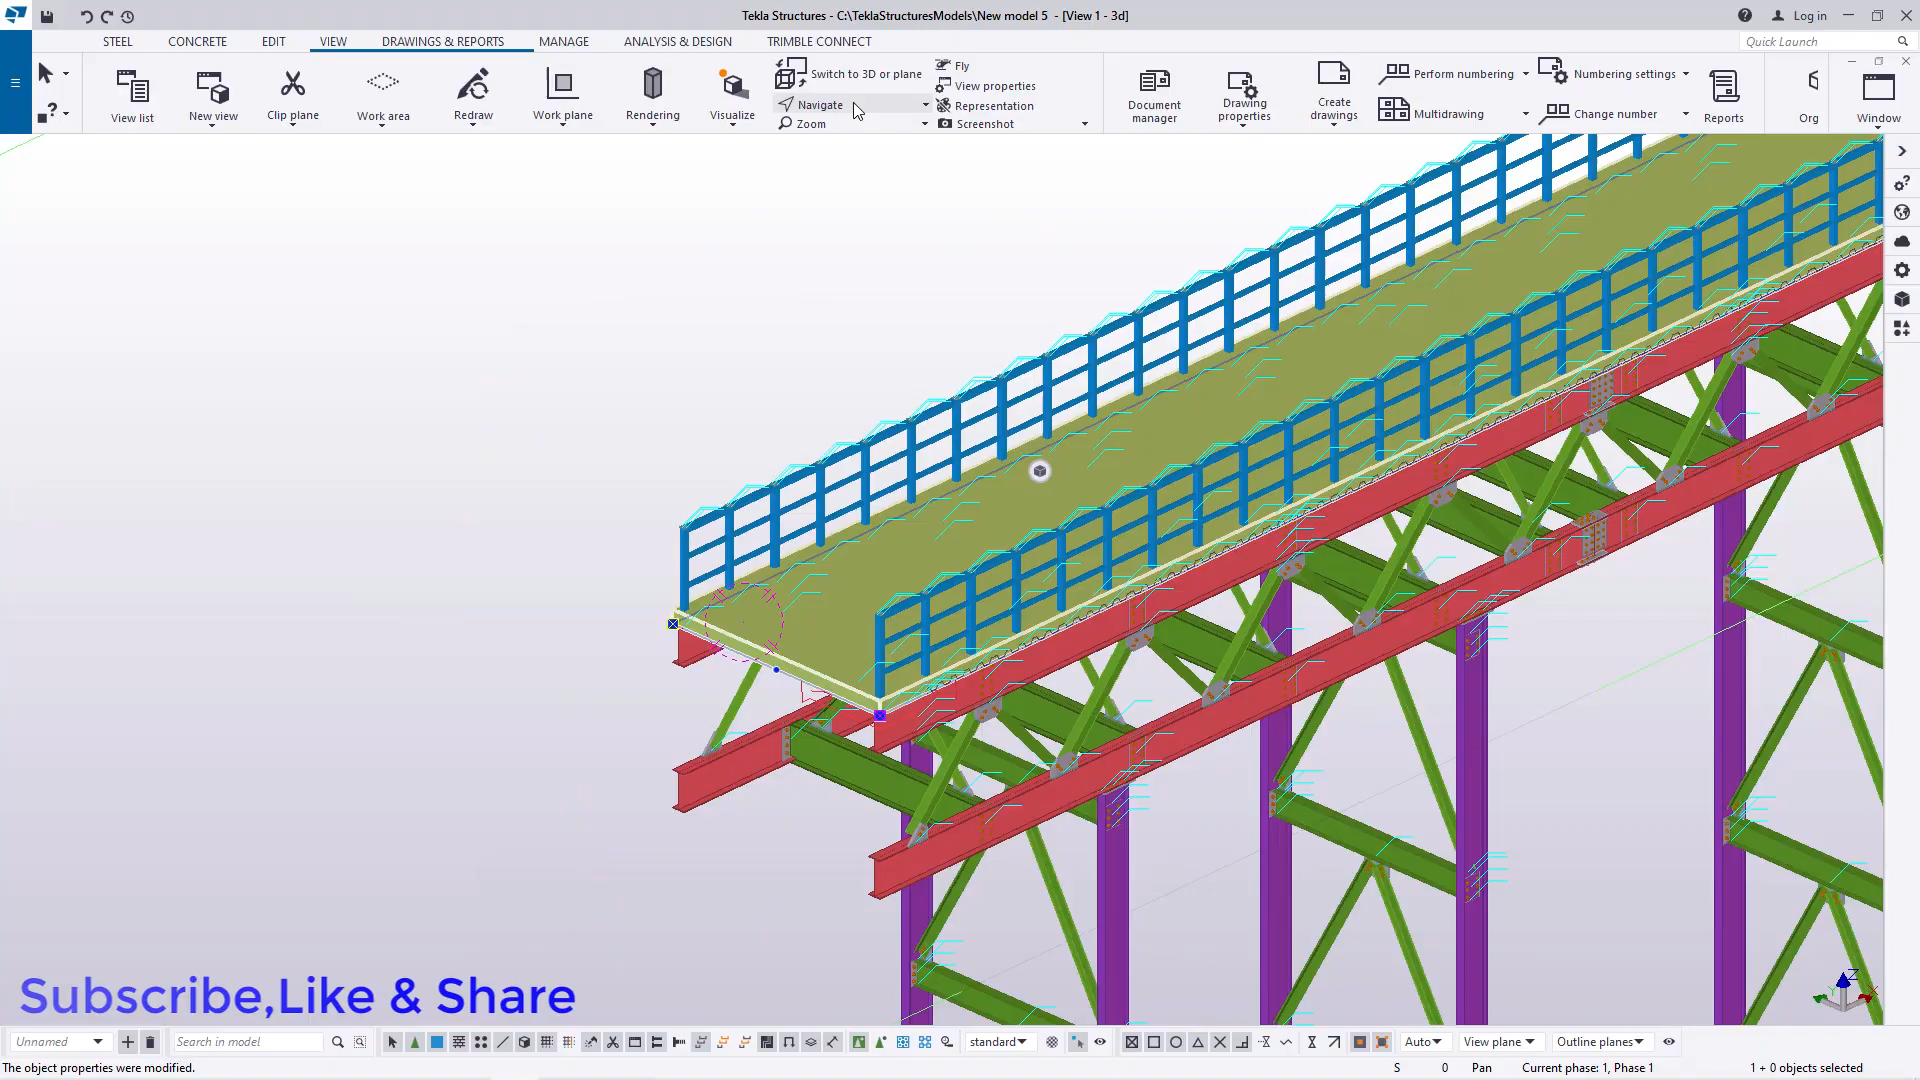 Tekla Structures - C:\TeklaStructuresModels\New model 5 - [View 1 - 3d]
Log in
STEEL
CONCRETE
EDIT
VIEW
DRAWINGS & REPORTS
MANAGE
ANALYSIS & DESIGN
TRIMBLE CONNECT
Quick Launch
View list
New view
Clip plane
Work area
Redraw
Work plane
Rendering
Visualize
Switch to 3D or plane
Navigate
Zoom
Fly
View properties
Representation
Screenshot
Document
manager
Drawing
properties
Create
drawings
Perform numbering
Multidrawing
Numbering settings
Change number
Reports
Org
Window
Z
Y
X
Subscribe,Like & Share
Unnamed
Search in model
standard
Auto
View plane
Outline planes
The object properties were modified.
S
0
Pan
Current phase: 1, Phase 1
1 + 0 objects selected